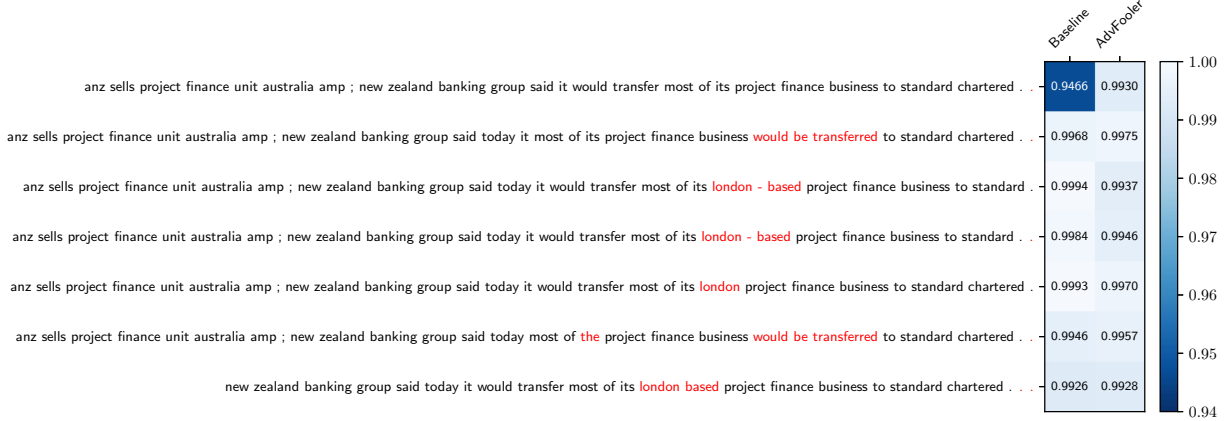 Baseline AdvFooler
anz sells project finance unit australia amp ; new zealand banking group said it would transfer most of its project finance business to standard chartered . . 0.9466 0.9930
anz sells project finance unit australia amp ; new zealand banking group said today it most of its project finance business would be transferred to standard chartered . . 0.9968 0.9975
anz sells project finance unit australia amp ; new zealand banking group said today it would transfer most of its london - based project finance business to standard . 0.9994 0.9937
anz sells project finance unit australia amp ; new zealand banking group said today it would transfer most of its london - based project finance business to standard . . 0.9984 0.9946
anz sells project finance unit australia amp ; new zealand banking group said today it would transfer most of its london project finance business to standard chartered . 0.9993 0.9970
anz sells project finance unit australia amp ; new zealand banking group said today most of the project finance business would be transferred to standard chartered . . 0.9946 0.9957
new zealand banking group said today it would transfer most of its london based project finance business to standard chartered . . . 0.9926 0.9928
1.00
0.99
0.98
0.97
0.96
0.95
0.94